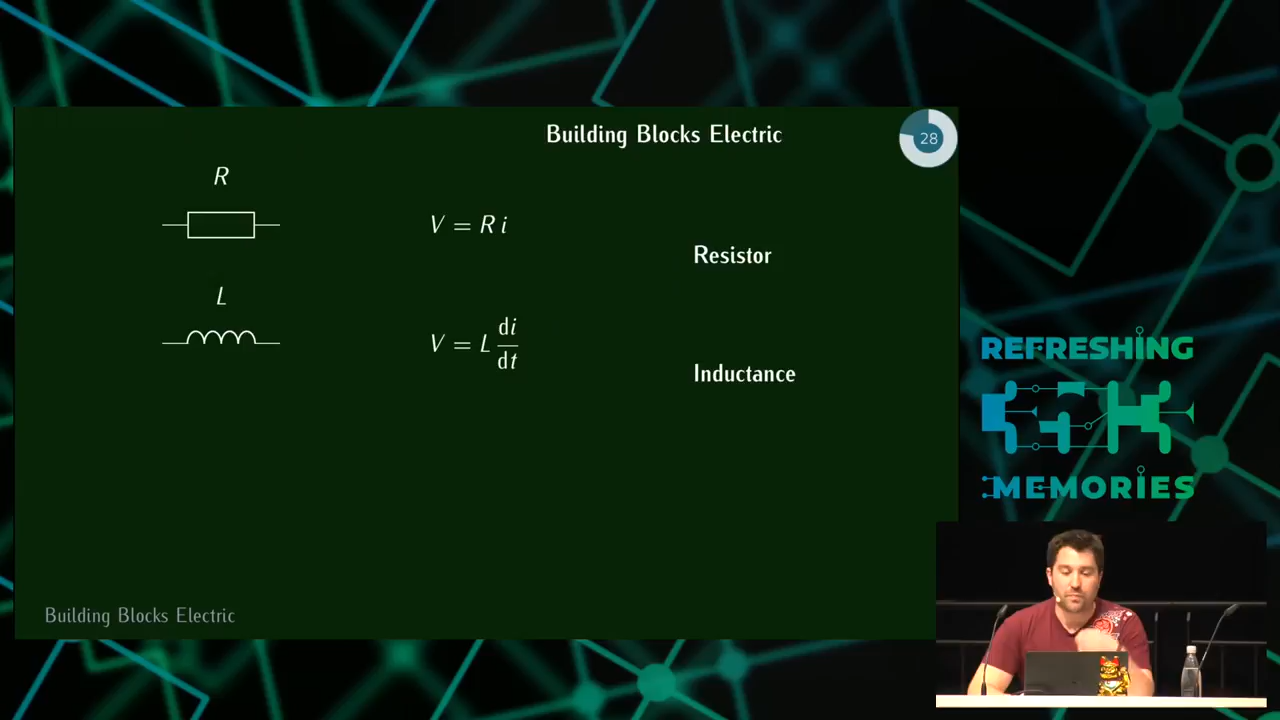 Building Blocks Electric
28
R
V = R i
Resistor
L
V = L di/dt
Inductance
Building Blocks Electric
REFRESHING
MEMORIES